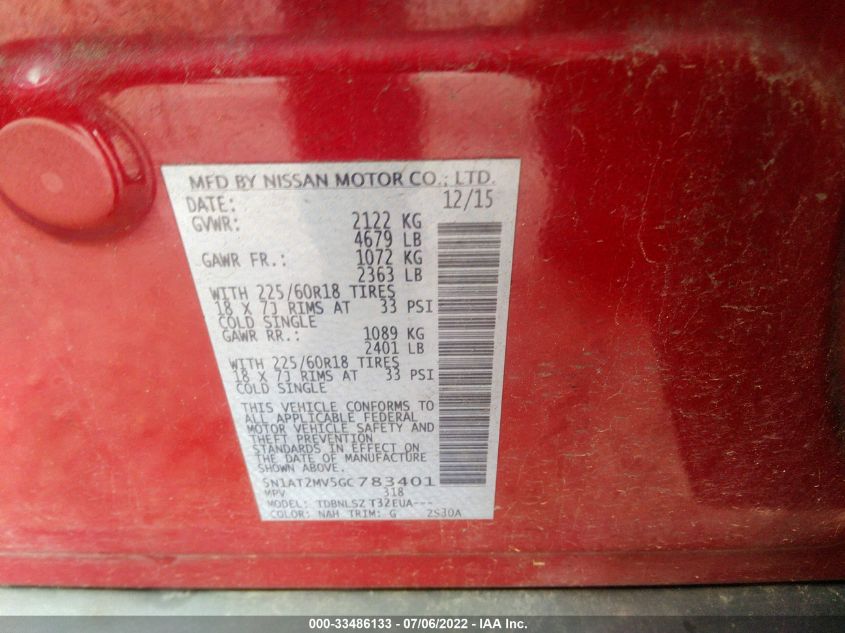 MFD BY NISSAN MOTOR CO., LTD.
DATE: 12/15
GVWR: 2122 KG
4679 LB
GAWR FR.: 1072 KG
2363 LB
WITH 225/60R18 TIRES
18 X 7J RIMS AT 33 PSI
COLD SINGLE
GAWR RR.: 1089 KG
2401 LB
WITH 225/60R18 TIRES
18 X 7J RIMS AT 33 PSI
COLD SINGLE
THIS VEHICLE CONFORMS TO
ALL APPLICABLE FEDERAL
MOTOR VEHICLE SAFETY AND
THEFT PREVENTION
STANDARDS IN EFFECT ON
THE DATE OF MANUFACTURE
SHOWN ABOVE.
5N1AT2MV5GC783401
MPV 318
MODEL: TDBNLSZ T32EUA---
COLOR: NAH TRIM: G 2S30A
000-33486133 - 07/06/2022 - IAA Inc.